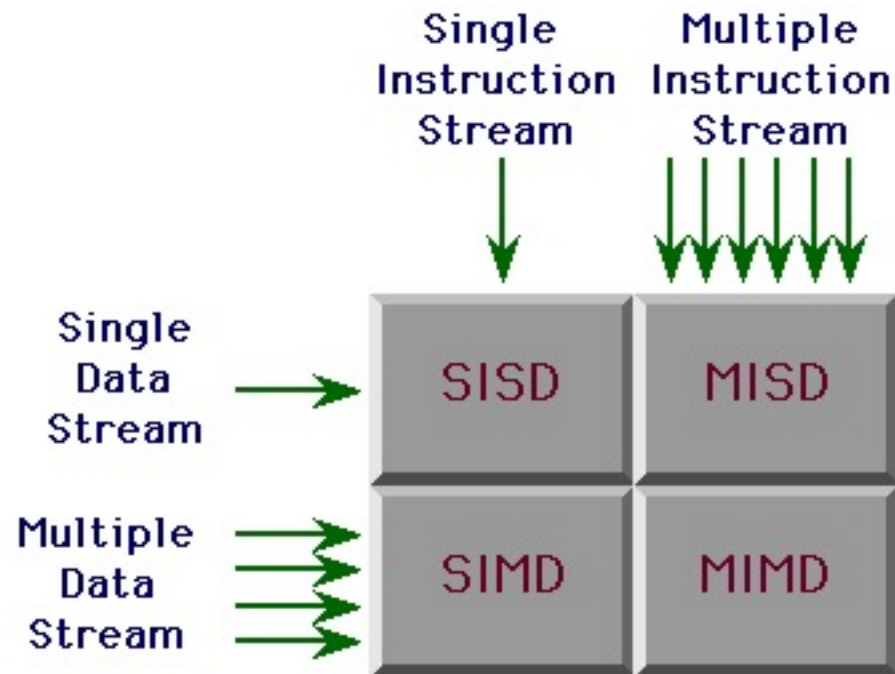 Single
Instruction
Stream
Multiple
Instruction
Stream
Single
Data
Stream
SISD
MISD
Multiple
Data
Stream
SIMD
MIMD